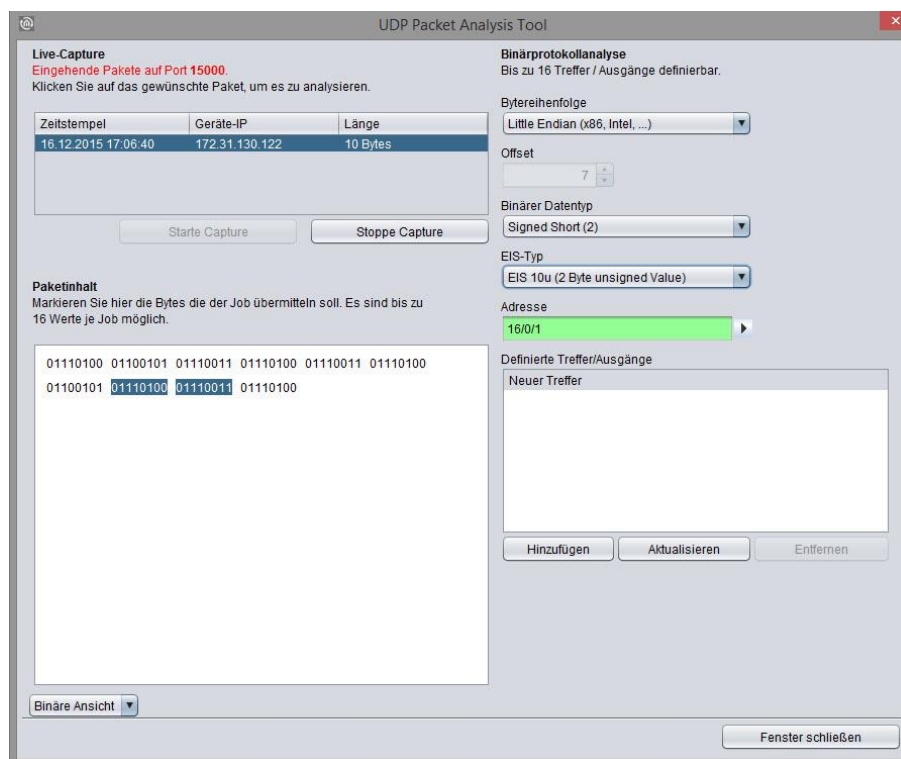 UDP Packet Analysis Tool
Live-Capture
Eingehende Pakete auf Port 15000.
Klicken Sie auf das gewünschte Paket, um es zu analysieren.
Zeitstempel Geräte-IP Länge
16.12.2015 17:06:40 172.31.130.122 10 Bytes
Starte Capture Stoppe Capture
Paketinhalt
Markieren Sie hier die Bytes die der Job übermitteln soll. Es sind bis zu
16 Werte je Job möglich.
01110100 01100101 01110011 01110100 01110011 01110100
01100101 01110100 01110011 01110100
Binäre Ansicht
Binärprotokollanalyse
Bis zu 16 Treffer / Ausgänge definierbar.
Bytereihenfolge
Little Endian (x86, Intel, ...)
Offset
7
Binärer Datentyp
Signed Short (2)
EIS-Typ
EIS 10u (2 Byte unsigned Value)
Adresse
16/0/1
Definierte Treffer/Ausgänge
Neuer Treffer
Hinzufügen Aktualisieren Entfernen
Fenster schließen